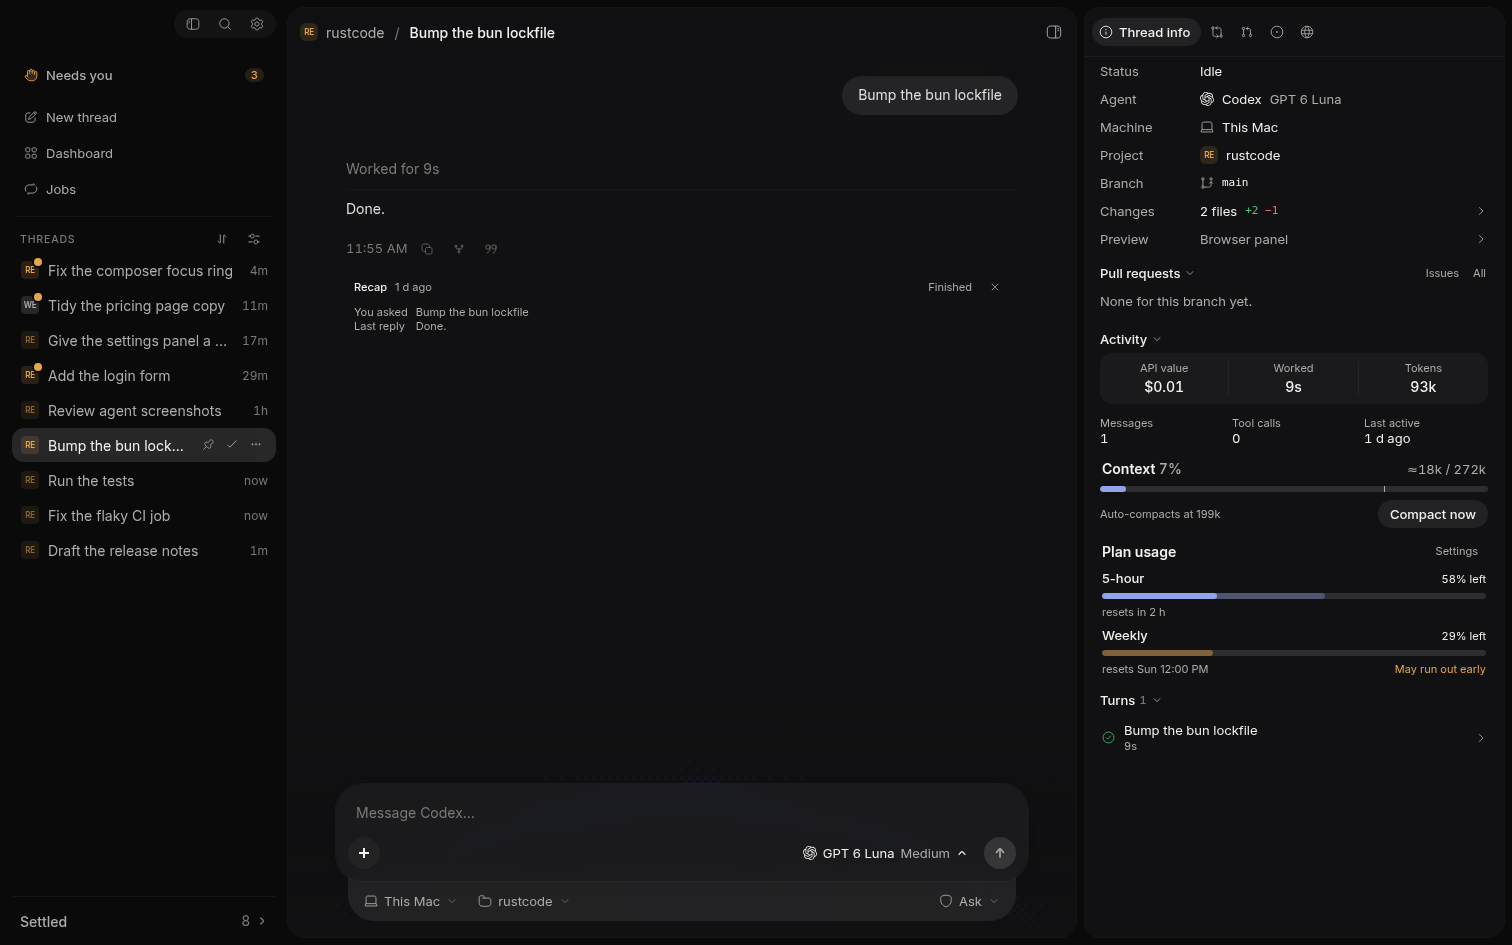 Needs you 3
New thread
Dashboard
Jobs
THREADS
RE Fix the composer focus ring 4m
WE Tidy the pricing page copy 11m
RE Give the settings panel a ... 17m
RE Add the login form 29m
RE Review agent screenshots 1h
RE Bump the bun lock...
RE Run the tests now
RE Fix the flaky CI job now
RE Draft the release notes 1m
Settled 8
RE rustcode / Bump the bun lockfile
Bump the bun lockfile
Worked for 9s
Done.
11:55 AM
Recap 1 d ago Finished
You asked Bump the bun lockfile
Last reply Done.
Message Codex...
GPT 6 Luna Medium
This Mac rustcode Ask
Thread info
Status Idle
Agent Codex GPT 6 Luna
Machine This Mac
Project RE rustcode
Branch main
Changes 2 files +2 −1
Preview Browser panel
Pull requests Issues All
None for this branch yet.
Activity
API value Worked Tokens
$0.01 9s 93k
Messages Tool calls Last active
1 0 1 d ago
Context 7% ≈18k / 272k
Auto-compacts at 199k Compact now
Plan usage Settings
5-hour 58% left
resets in 2 h
Weekly 29% left
resets Sun 12:00 PM May run out early
Turns 1
Bump the bun lockfile
9s